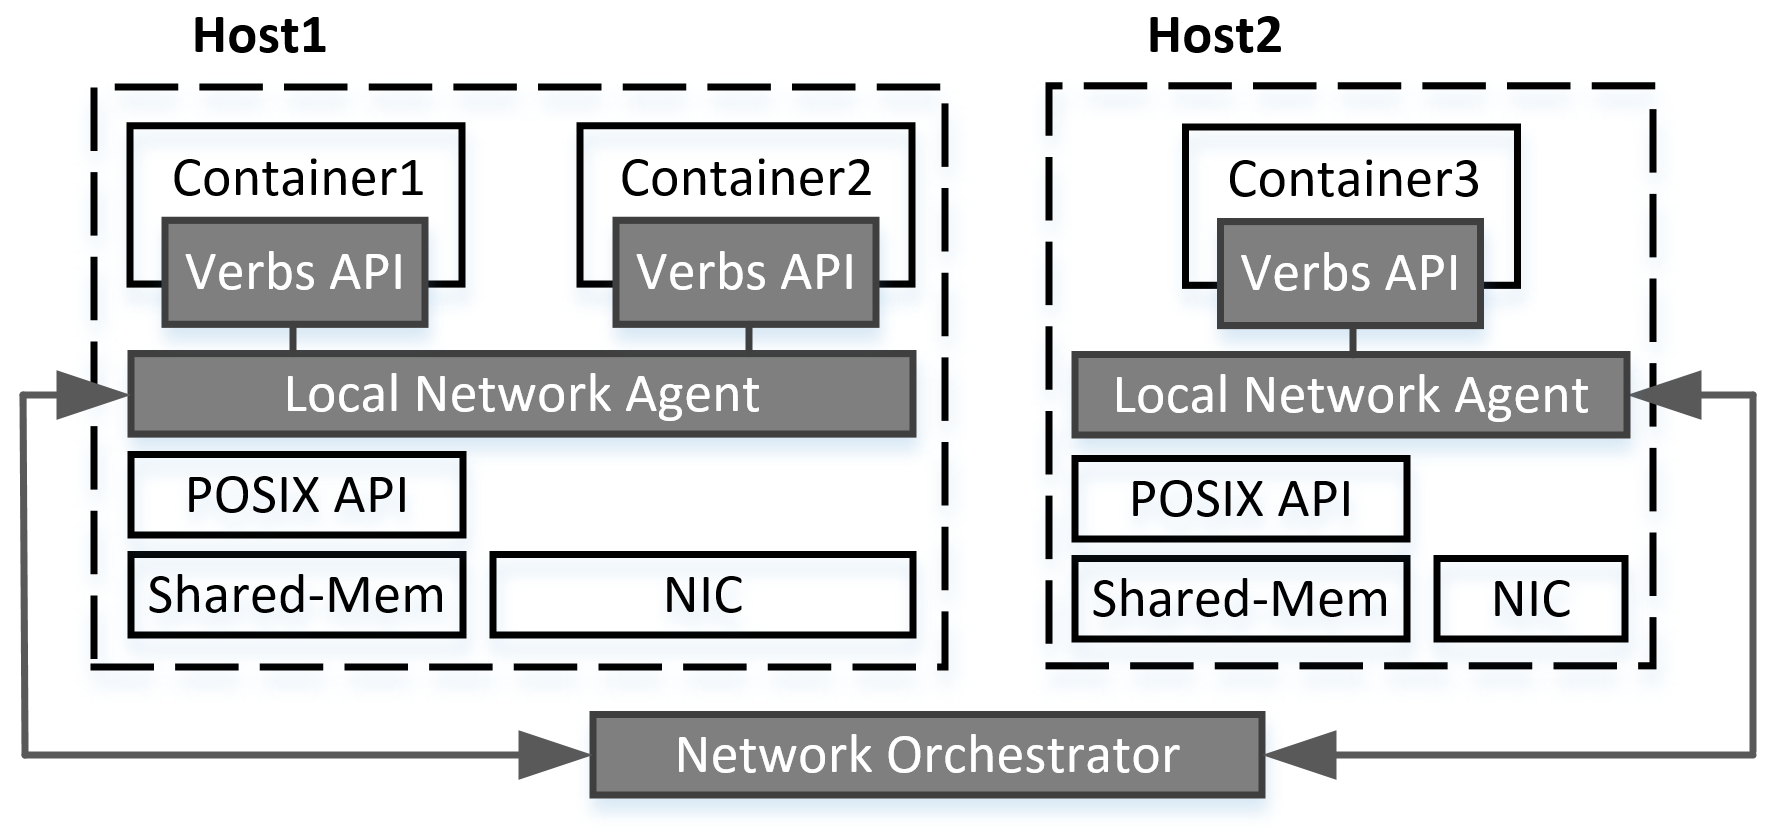 Host1
Container1
Verbs API
Container2
Verbs API
Local Network Agent
POSIX API
Shared-Mem
NIC
Host2
Container3
Verbs API
Local Network Agent
POSIX API
Shared-Mem
NIC
Network Orchestrator